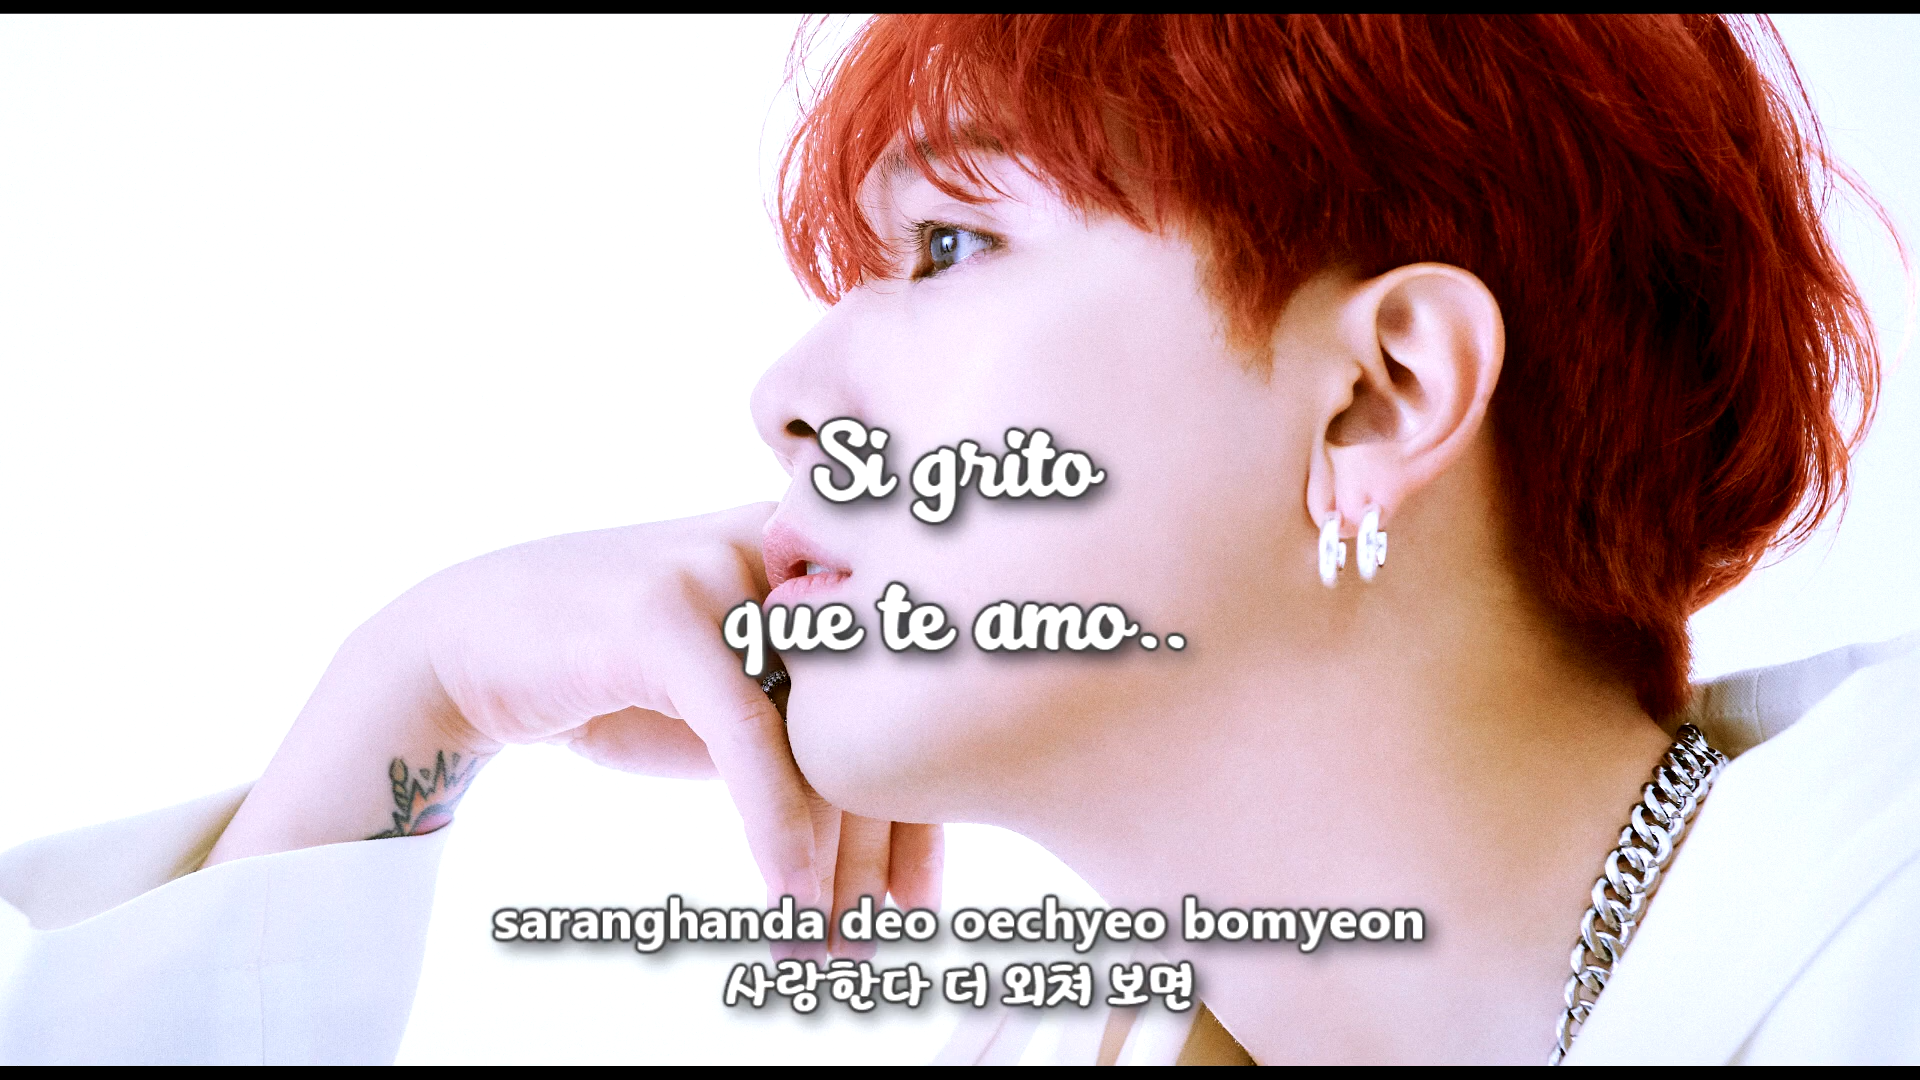 Si grito
que te amo..
saranghanda deo oechyeo bomyeon
사랑한다 더 외쳐 보면